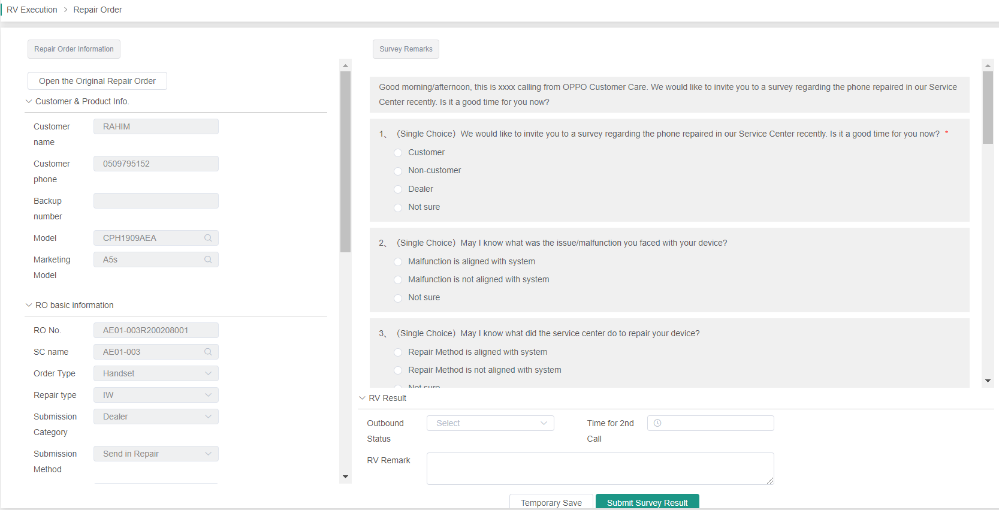 RV Execution > Repair Order
Repair Order Information
Open the Original Repair Order
Customer & Product Info.
Customer name
RAHIM
Customer phone
0509795152
Backup number
Model
CPH1909AEA
Marketing Model
A5s
RO basic information
RO No.
AE01-003R200208001
SC name
AE01-003
Order Type
Handset
Repair type
IW
Submission Category
Dealer
Submission Method
Send in Repair
Survey Remarks
Good morning/afternoon, this is xxxx calling from OPPO Customer Care. We would like to invite you to a survey regarding the phone repaired in our Service
Center recently. Is it a good time for you now?
1、（Single Choice）We would like to invite you to a survey regarding the phone repaired in our Service Center recently. Is it a good time for you now? *
Customer
Non-customer
Dealer
Not sure
2、（Single Choice）May I know what was the issue/malfunction you faced with your device?
Malfunction is aligned with system
Malfunction is not aligned with system
Not sure
3、（Single Choice）May I know what did the service center do to repair your device?
Repair Method is aligned with system
Repair Method is not aligned with system
Not sure
RV Result
Outbound Status
Select
Time for 2nd Call
RV Remark
Temporary Save
Submit Survey Result